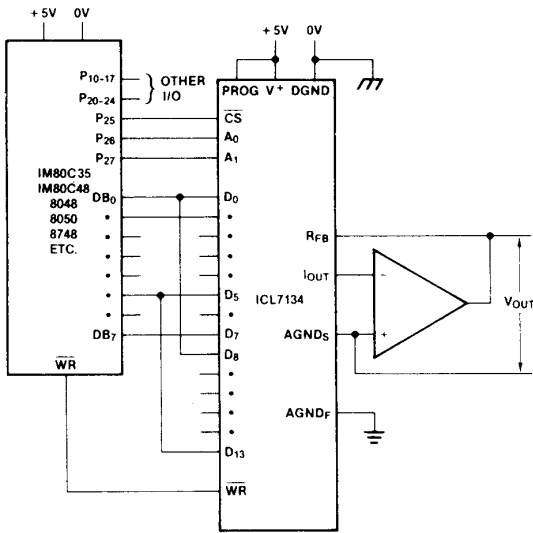 +5V 0V
+5V 0V
P10-17
P20-24
OTHER
I/O
PROG V+ DGND
P25
CS
P26
A0
P27
A1
IM80C35
IM80C48
8048
8050
8748
ETC.
DB0
D0
RFB
IOUT
−
ICL7134
D5
VOUT
DB7
D7
AGNDS
+
D8
WR
AGNDF
D13
WR